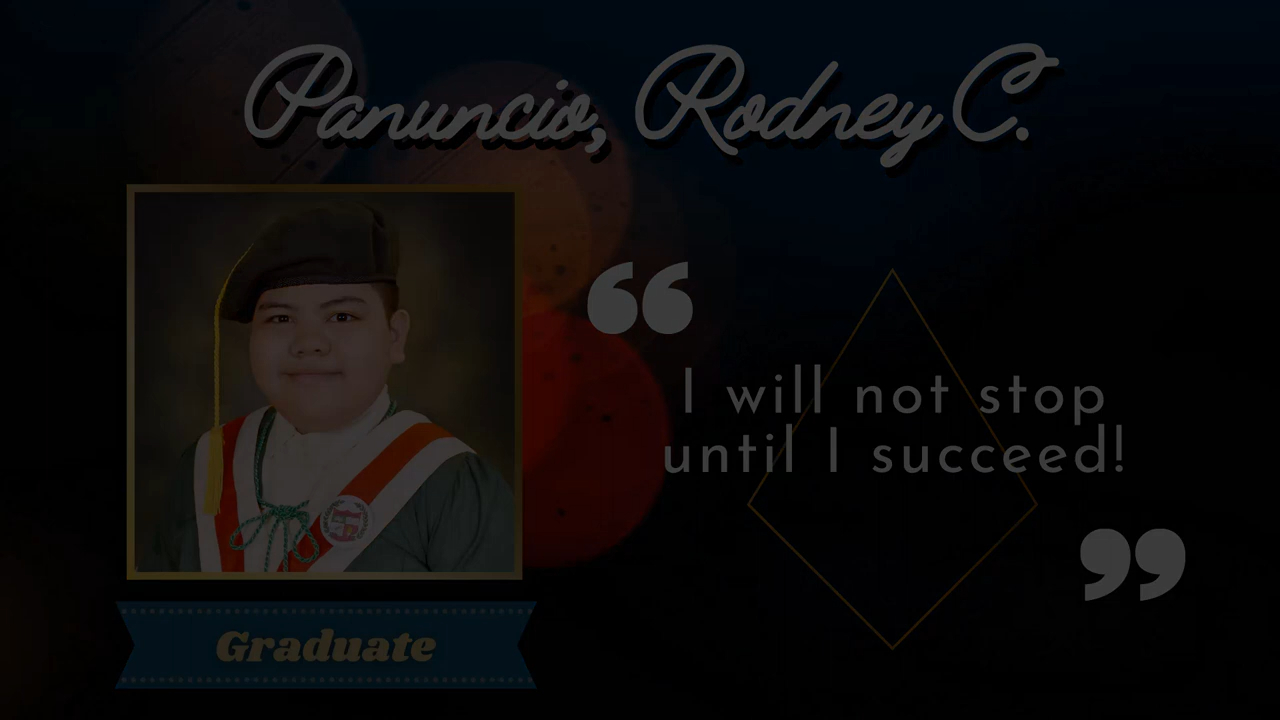 Panuncio, Rodney C.
“
I will not stop
until I succeed!
”
Graduate